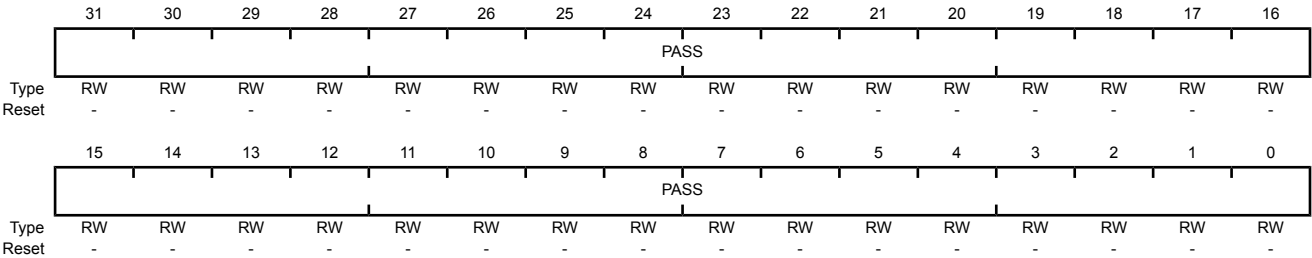 31 30 29 28 27 26 25 24 23 22 21 20 19 18 17 16
PASS
Type RW RW RW RW RW RW RW RW RW RW RW RW RW RW RW RW
Reset - - - - - - - - - - - - - - - -
15 14 13 12 11 10 9 8 7 6 5 4 3 2 1 0
PASS
Type RW RW RW RW RW RW RW RW RW RW RW RW RW RW RW RW
Reset - - - - - - - - - - - - - - - -